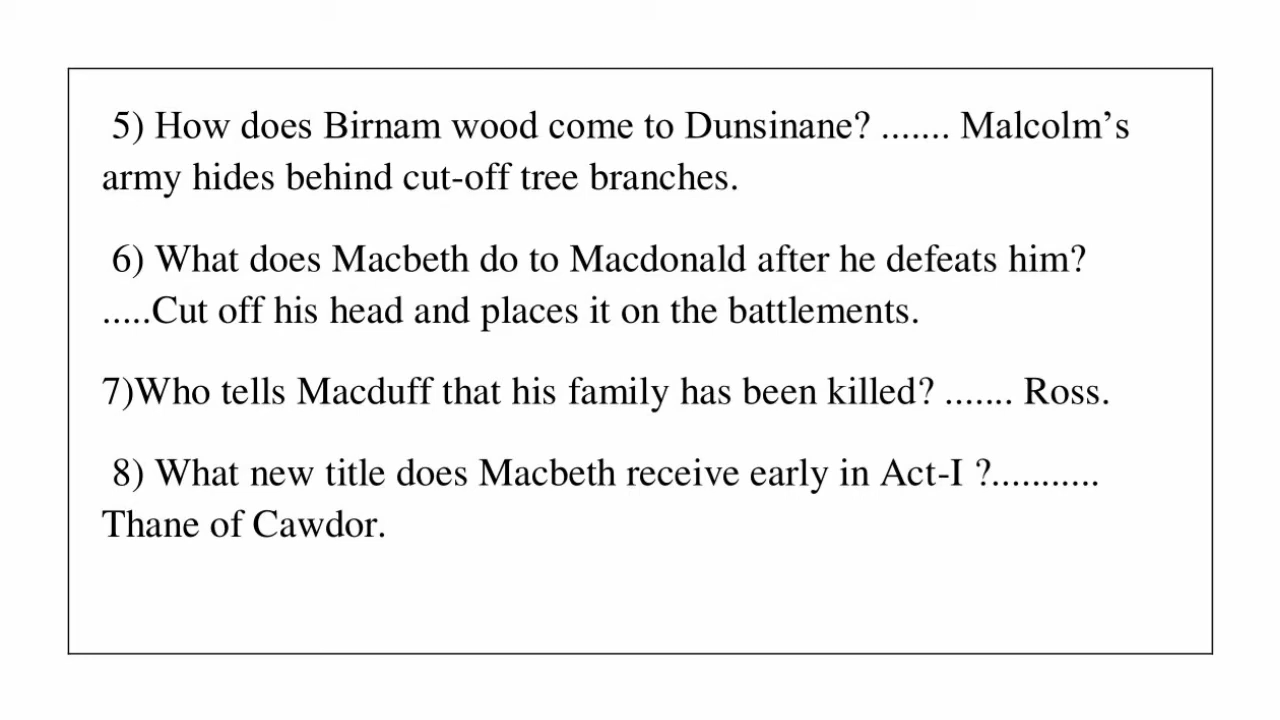 5) How does Birnam wood come to Dunsinane? ....... Malcolm’s
army hides behind cut-off tree branches.
6) What does Macbeth do to Macdonald after he defeats him?
.....Cut off his head and places it on the battlements.
7)Who tells Macduff that his family has been killed? ....... Ross.
8) What new title does Macbeth receive early in Act-I ?...........
Thane of Cawdor.